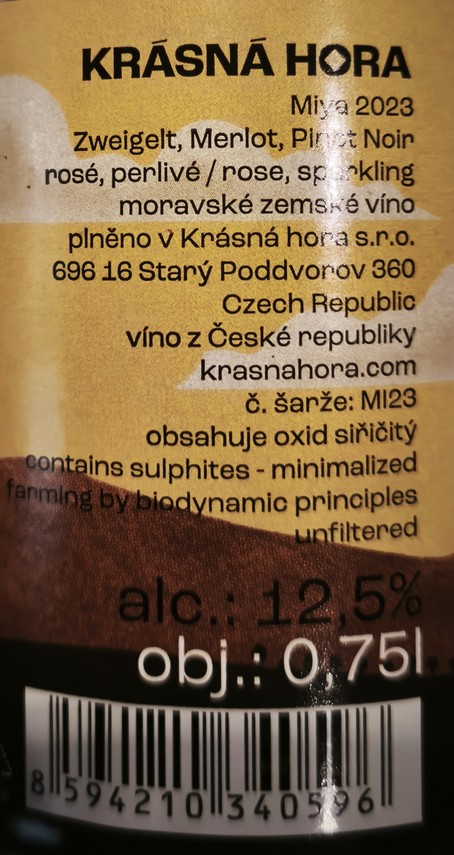 KRÁSNÁ HORA
Miya 2023
Zweigelt, Merlot, Pinot Noir
rosé, perlivé / rose, sparkling
moravské zemské víno
plněno v Krásná hora s.r.o.
696 16 Starý Poddvorov 360
Czech Republic
víno z České republiky
krasnahora.com
č. šarže: MI23
obsahuje oxid siřičitý
contains sulphites - minimalized
farming by biodynamic principles
unfiltered
alc.: 12,5%
obj.: 0,75l
8 594210 340596